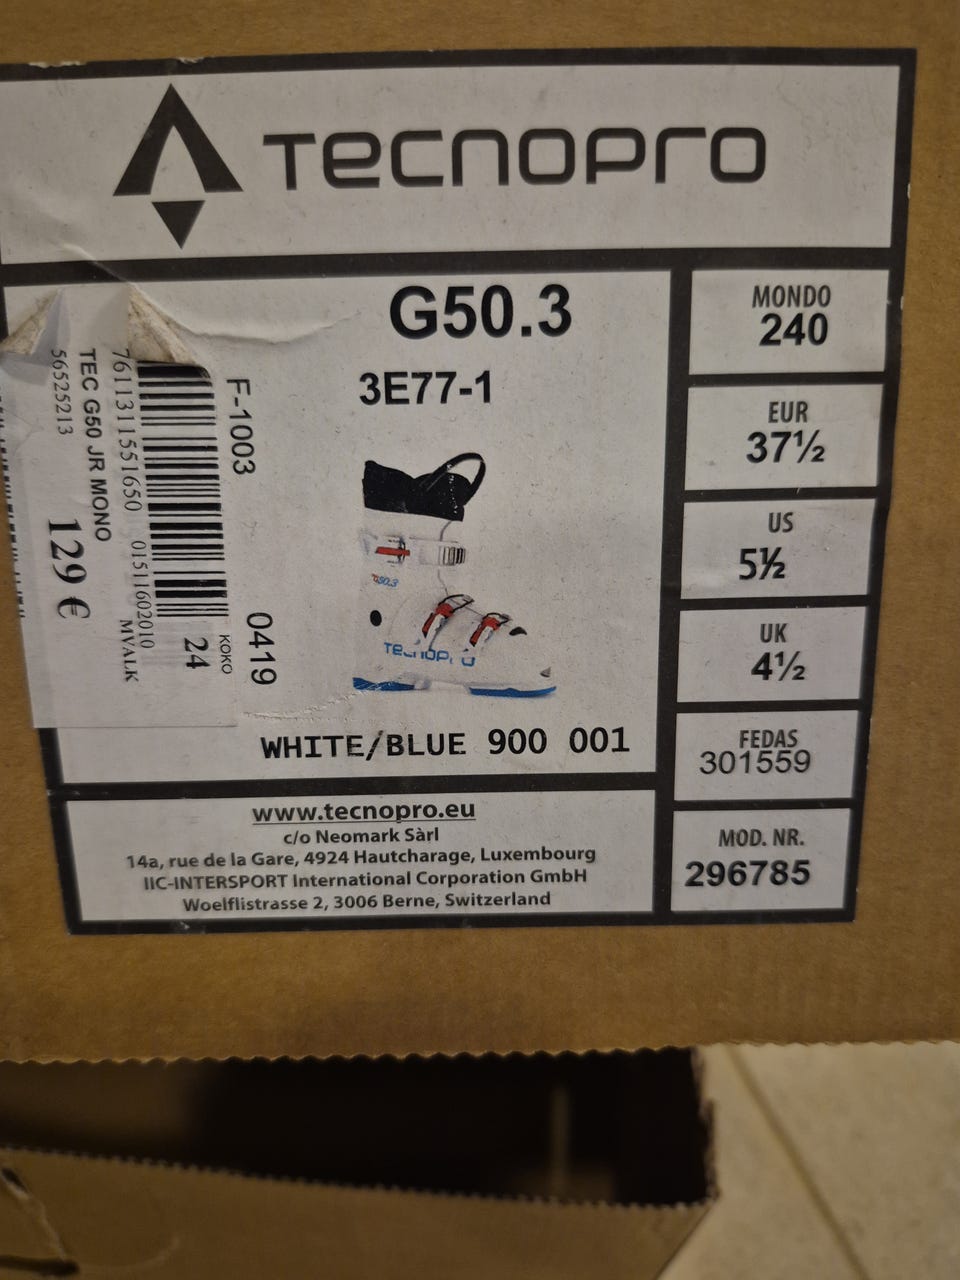 TECNOPRO
G50.3
3E77-1
G50.3
TECNOPRO
WHITE/BLUE 900 001
F-1003
0419
7611311551650 01511602010
TEC G50 JR MONO
56525213
129 €
MVALK
KOKO
24
MONDO
240
EUR
37½
US
5½
UK
4½
FEDAS
301559
MOD. NR.
296785
www.tecnopro.eu
c/o Neomark Sàrl
14a, rue de la Gare, 4924 Hautcharage, Luxembourg
IIC-INTERSPORT International Corporation GmbH
Woelflistrasse 2, 3006 Berne, Switzerland